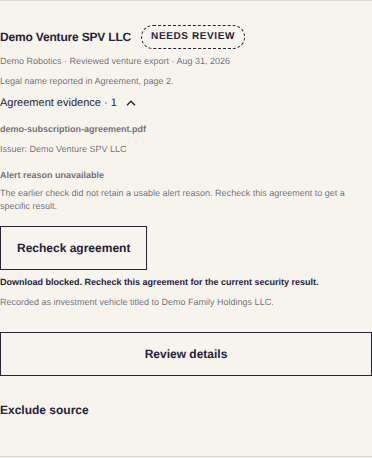 Demo Venture SPV LLC NEEDS REVIEW
Demo Robotics · Reviewed venture export · Aug 31, 2026
Legal name reported in Agreement, page 2.
Agreement evidence · 1
demo-subscription-agreement.pdf
Issuer: Demo Venture SPV LLC
Alert reason unavailable
The earlier check did not retain a usable alert reason. Recheck this agreement to get a
specific result.
Recheck agreement
Download blocked. Recheck this agreement for the current security result.
Recorded as investment vehicle titled to Demo Family Holdings LLC.
Review details
Exclude source